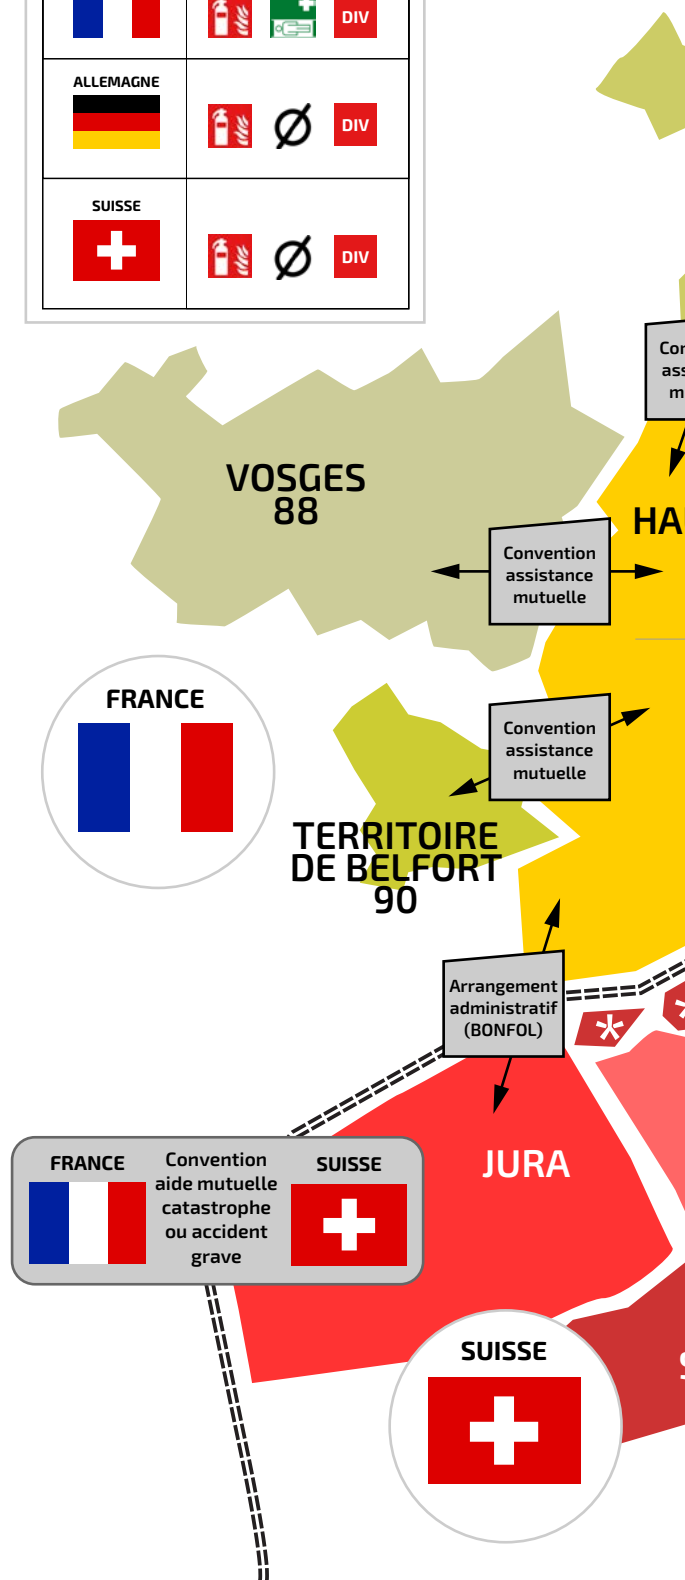 DIV
ALLEMAGNE
DIV
SUISSE
DIV
VOSGES
88
HA
Convention
assistance
mutuelle
FRANCE
Convention
assistance
mutuelle
TERRITOIRE
DE BELFORT
90
Arrangement
administratif
(BONFOL)
JURA
FRANCE
Convention
aide mutuelle
catastrophe
ou accident
grave
SUISSE
SUISSE